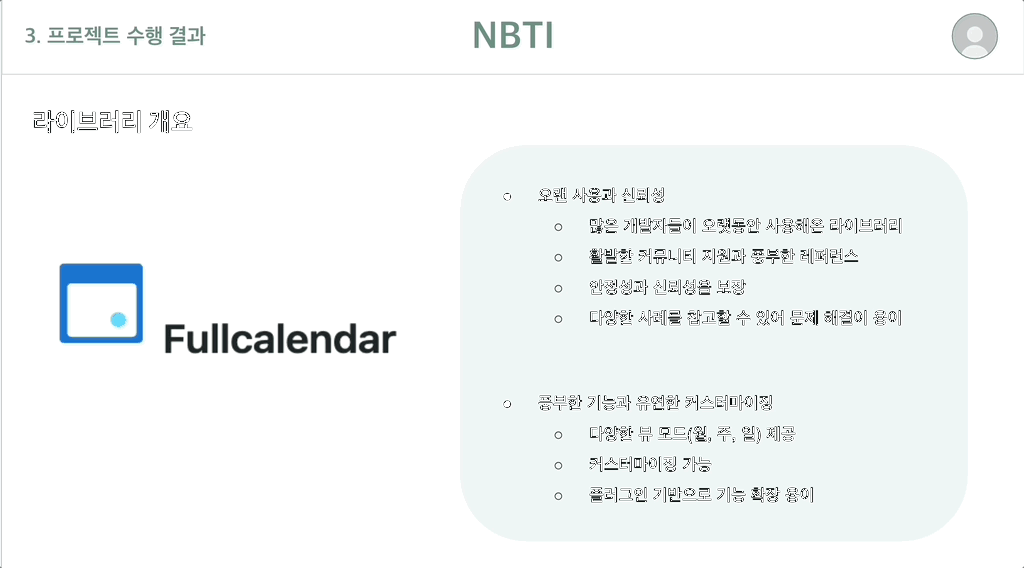 3. 프로젝트 수행 결과
NBTI
라이브러리 개요
Fullcalendar
오랜 사용과 신뢰성
많은 개발자들이 오랫동안 사용해온 라이브러리
활발한 커뮤니티 지원과 풍부한 레퍼런스
안정성과 신뢰성을 보장
다양한 사례를 참고할 수 있어 문제 해결이 용이
풍부한 기능과 유연한 커스터마이징
다양한 뷰 모드(월, 주, 일) 제공
커스터마이징 가능
플러그인 기반으로 기능 확장 용이